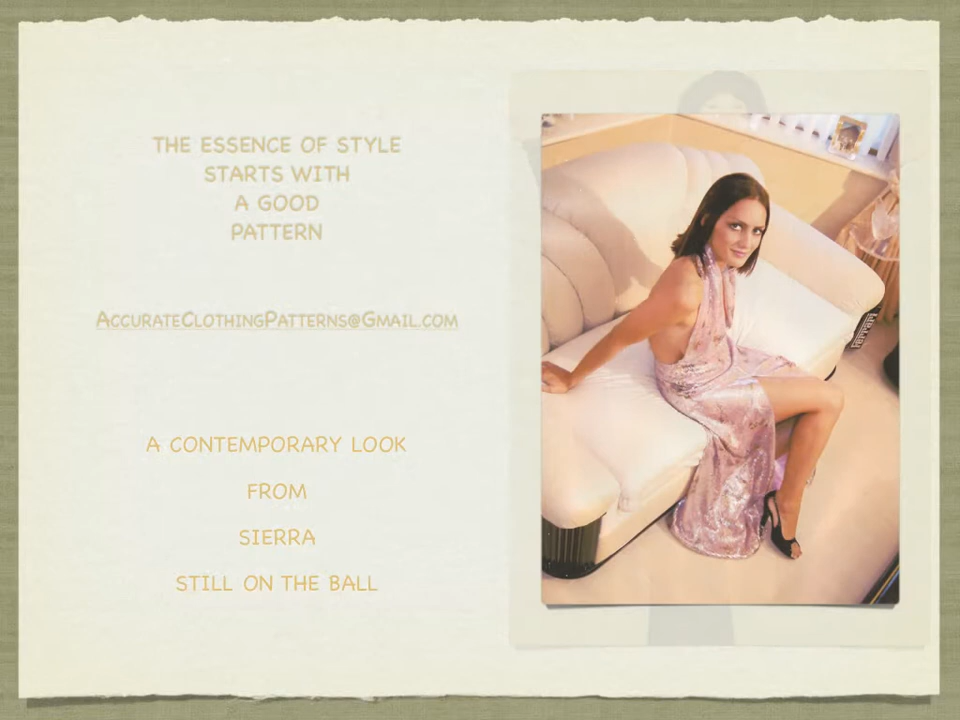 THE ESSENCE OF STYLE
STARTS WITH
A GOOD
PATTERN
ACCURATECLOTHINGPATTERNS@GMAIL.COM
A CONTEMPORARY LOOK
FROM
SIERRA
STILL ON THE BALL
Ferrari